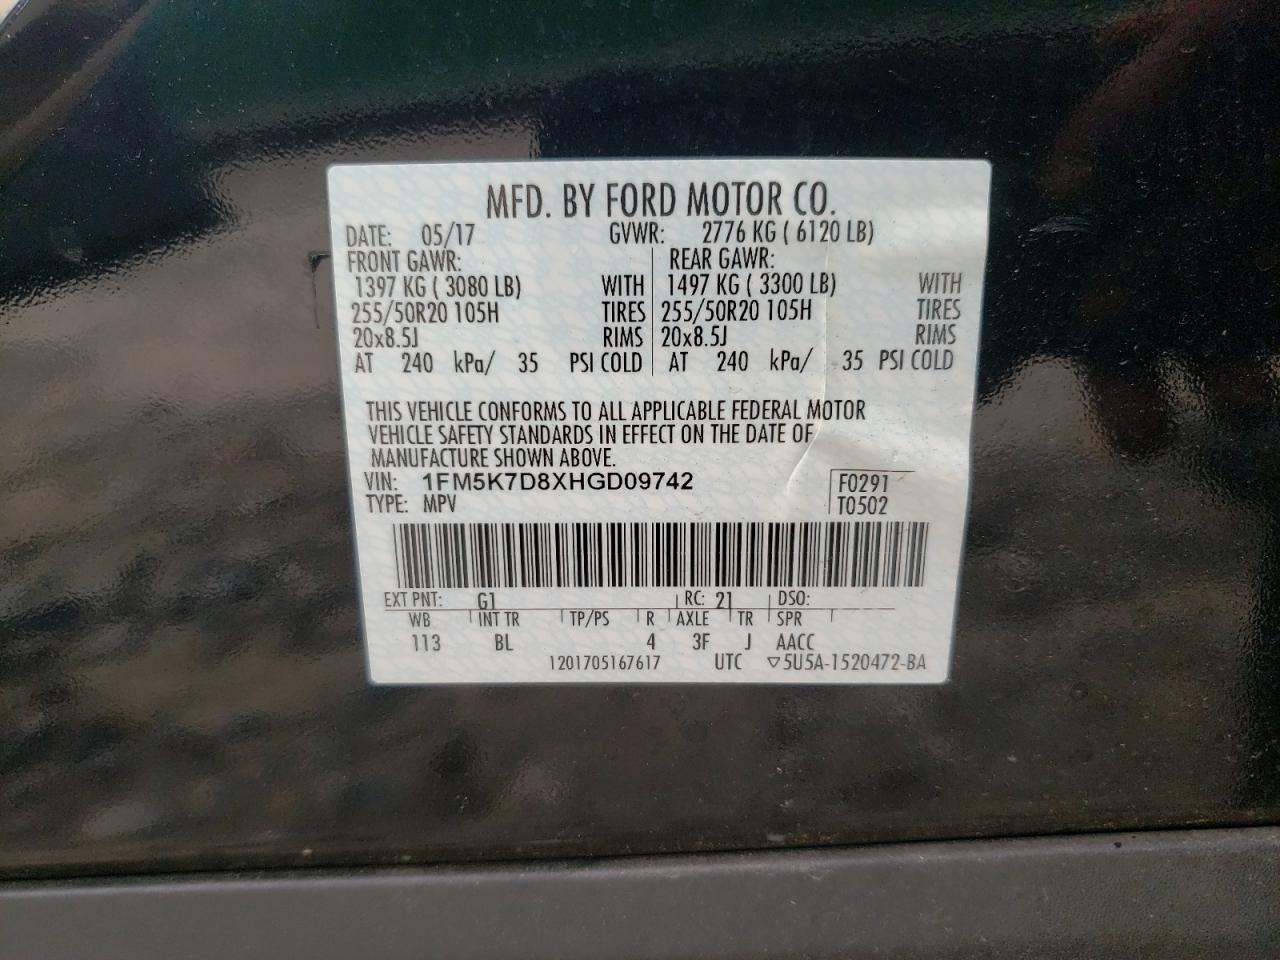 MFD. BY FORD MOTOR CO.
DATE: 05/17 GVWR: 2776 KG ( 6120 LB)
FRONT GAWR: REAR GAWR:
1397 KG ( 3080 LB) WITH 1497 KG ( 3300 LB) WITH
255/50R20 105H TIRES 255/50R20 105H TIRES
20x8.5J RIMS 20x8.5J RIMS
AT 240 kPa/ 35 PSI COLD AT 240 kPa/ 35 PSI COLD
THIS VEHICLE CONFORMS TO ALL APPLICABLE FEDERAL MOTOR
VEHICLE SAFETY STANDARDS IN EFFECT ON THE DATE OF
MANUFACTURE SHOWN ABOVE.
VIN: 1FM5K7D8XHGD09742 F0291
TYPE: MPV T0502
EXT PNT: G1 RC: 21 DSO:
WB INT TR TP/PS R AXLE TR SPR
113 BL 4 3F J AACC
1201705167617 UTC ▽5U5A-1520472-BA